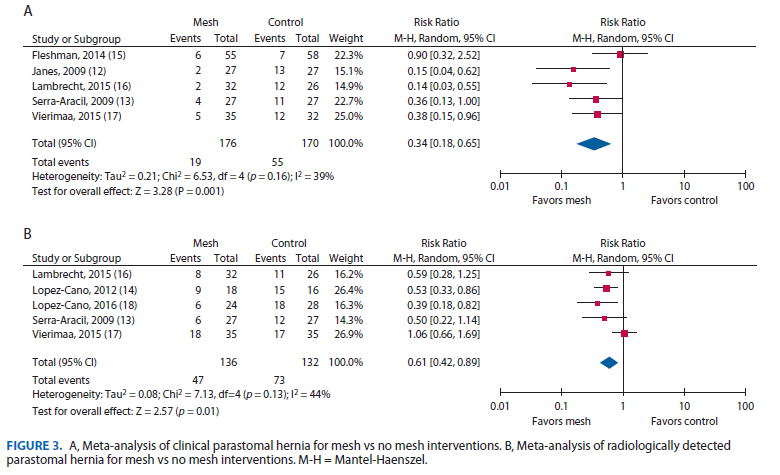 A
Mesh Control Risk Ratio Risk Ratio
Study or Subgroup Events Total Events Total Weight M-H, Random, 95% CI M-H, Random, 95% CI
Fleshman, 2014 (15) 6 55 7 58 22.3% 0.90 [0.32, 2.52]
Janes, 2009 (12) 2 27 13 27 15.1% 0.15 [0.04, 0.62]
Lambrecht, 2015 (16) 2 32 12 26 14.9% 0.14 [0.03, 0.55]
Serra-Aracil, 2009 (13) 4 27 11 27 22.7% 0.36 [0.13, 1.00]
Vierimaa, 2015 (17) 5 35 12 32 25.0% 0.38 [0.15, 0.96]
Total (95% CI) 176 170 100.0% 0.34 [0.18, 0.65]
Total events 19 55
Heterogeneity: Tau² = 0.21; Chi² = 6.53, df = 4 (p = 0.16); I² = 39%
Test for overall effect: Z = 3.28 (P = 0.001)
0.01 0.1 1 10 100
Favors mesh Favors control
B
Mesh Control Risk Ratio Risk Ratio
Study or Subgroup Events Total Events Total Weight M-H, Random, 95% CI M-H, Random, 95% CI
Lambrecht, 2015 (16) 8 32 11 26 16.2% 0.59 [0.28, 1.25]
Lopez-Cano, 2012 (14) 9 18 15 16 26.4% 0.53 [0.33, 0.86]
Lopez-Cano, 2016 (18) 6 24 18 28 16.3% 0.39 [0.18, 0.82]
Serra-Aracil, 2009 (13) 6 27 12 27 14.3% 0.50 [0.22, 1.14]
Vierimaa, 2015 (17) 18 35 17 35 26.9% 1.06 [0.66, 1.69]
Total (95% CI) 136 132 100.0% 0.61 [0.42, 0.89]
Total events 47 73
Heterogeneity: Tau² = 0.08; Chi² = 7.13, df=4 (p = 0.13); I² = 44%
Test for overall effect: Z = 2.57 (p = 0.01)
0.01 0.1 1 10 100
Favors mesh Favors control
FIGURE 3. A, Meta-analysis of clinical parastomal hernia for mesh vs no mesh interventions. B, Meta-analysis of radiologically detected
parastomal hernia for mesh vs no mesh interventions. M-H = Mantel-Haenszel.